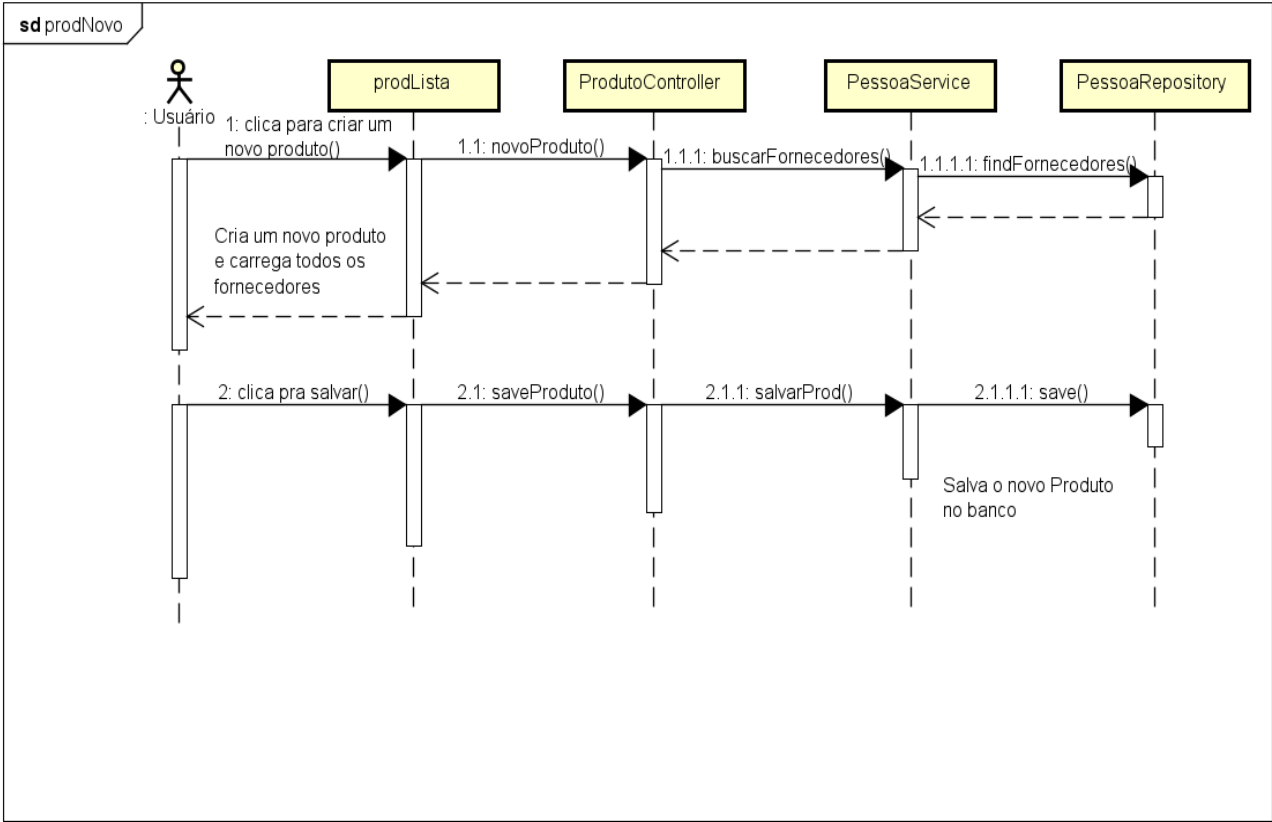 sd prodNovo
: Usuário
prodLista
ProdutoController
PessoaService
PessoaRepository
1: clica para criar um
novo produto()
1.1: novoProduto()
1.1.1: buscarFornecedores()
1.1.1.1: findFornecedores()
Cria um novo produto
e carrega todos os
fornecedores
2: clica pra salvar()
2.1: saveProduto()
2.1.1: salvarProd()
2.1.1.1: save()
Salva o novo Produto
no banco